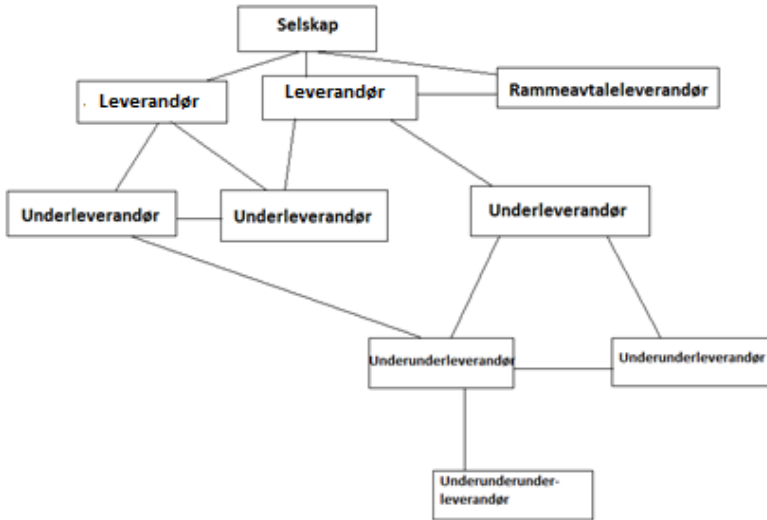 Selskap
Leverandør
Leverandør
Rammeavtaleleverandør
Underleverandør
Underleverandør
Underleverandør
Underunderleverandør
Underunderleverandør
Underunderunder-
leverandør